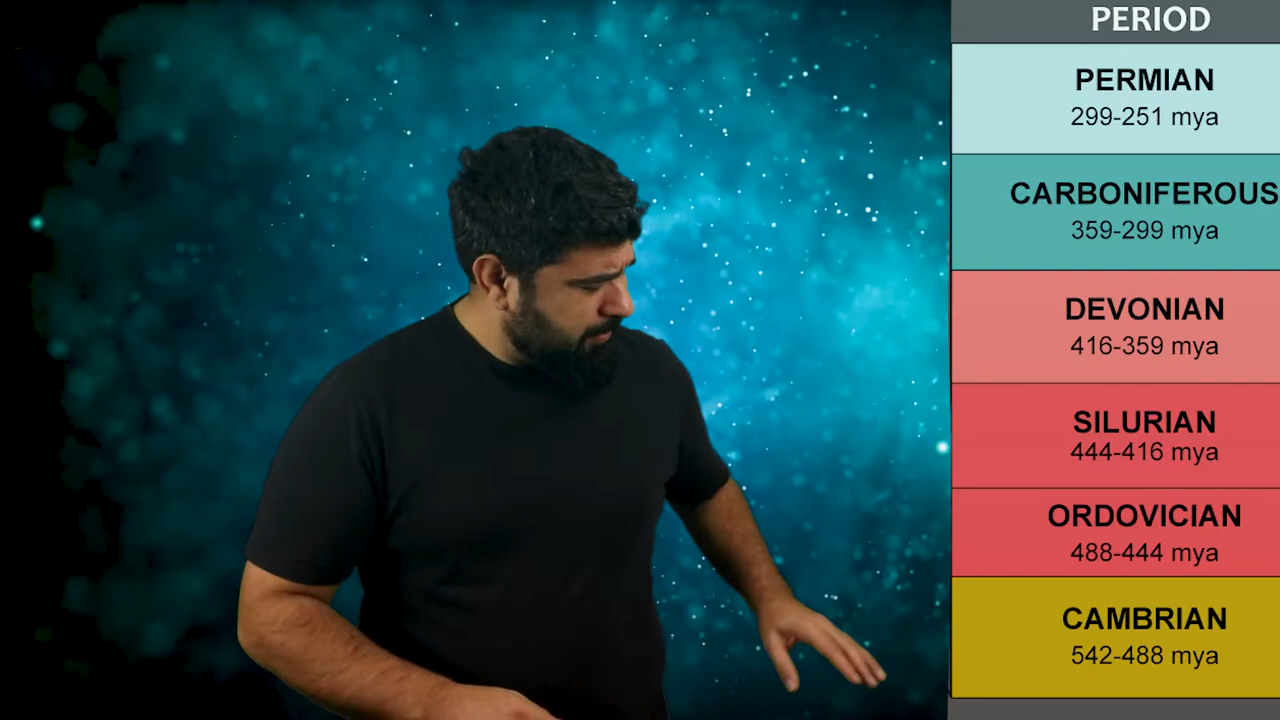 PERIOD
PERMIAN
299-251 mya
CARBONIFEROUS
359-299 mya
DEVONIAN
416-359 mya
SILURIAN
444-416 mya
ORDOVICIAN
488-444 mya
CAMBRIAN
542-488 mya